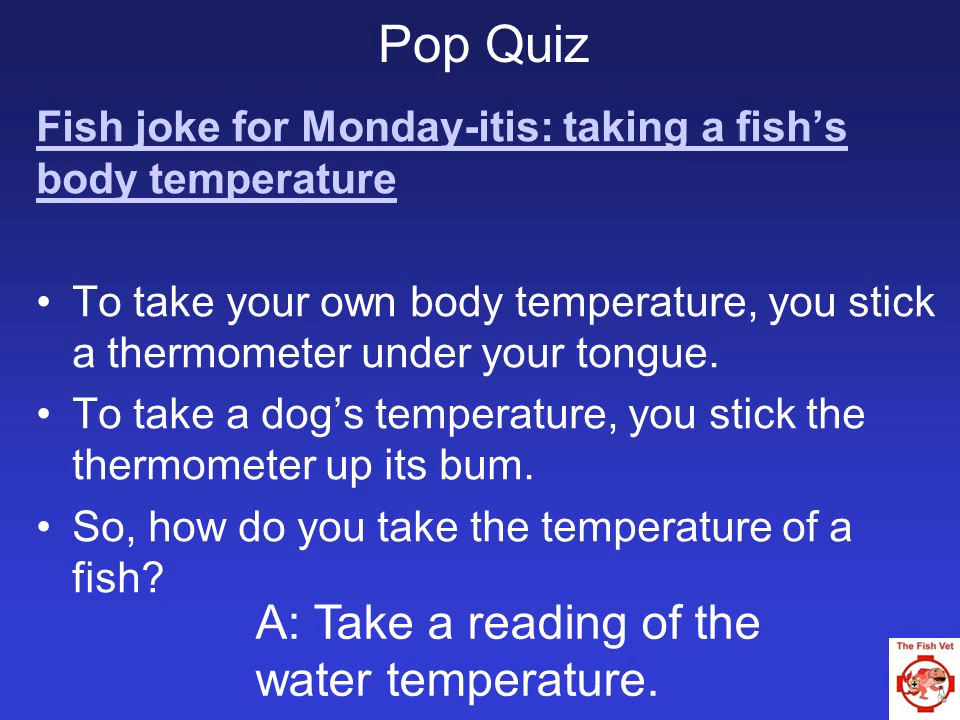 Pop Quiz
Fish joke for Monday-itis: taking a fish’s
body temperature
• To take your own body temperature, you stick
a thermometer under your tongue.
• To take a dog’s temperature, you stick the
thermometer up its bum.
• So, how do you take the temperature of a
fish?
A: Take a reading of the
water temperature.
The Fish Vet